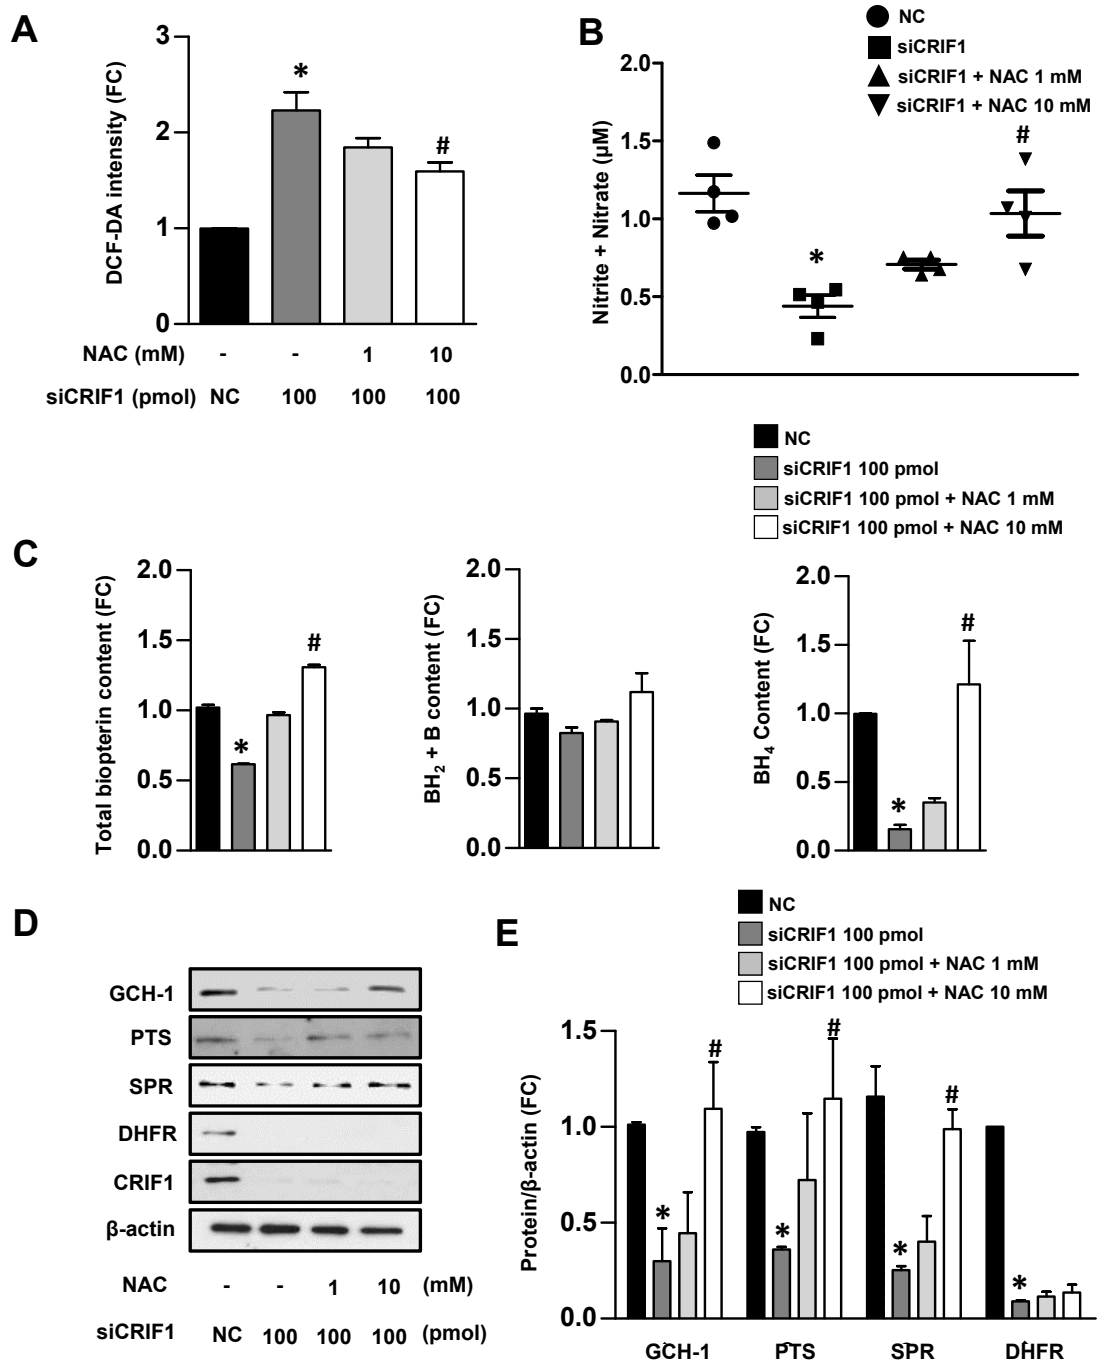 A
3
2
1
0
DCF-DA intensity (FC)
*
#
NAC (mM) - - 1 10
siCRIF1 (pmol) NC 100 100 100
B
NC
siCRIF1
siCRIF1 + NAC 1 mM
siCRIF1 + NAC 10 mM
2.0
1.5
1.0
0.5
0.0
Nitrite + Nitrate (µM)
*
#
NC
siCRIF1 100 pmol
siCRIF1 100 pmol + NAC 1 mM
siCRIF1 100 pmol + NAC 10 mM
C
2.0
1.5
1.0
0.5
0.0
Total biopterin content (FC)
*
#
2.0
1.5
1.0
0.5
0.0
BH2 + B content (FC)
2.0
1.5
1.0
0.5
0.0
BH4 Content (FC)
*
#
D
GCH-1
PTS
SPR
DHFR
CRIF1
β-actin
NAC - - 1 10 (mM)
siCRIF1 NC 100 100 100 (pmol)
E
NC
siCRIF1 100 pmol
siCRIF1 100 pmol + NAC 1 mM
siCRIF1 100 pmol + NAC 10 mM
1.5
1.0
0.5
0.0
Protein/β-actin (FC)
* # * # * # *
GCH-1 PTS SPR DHFR